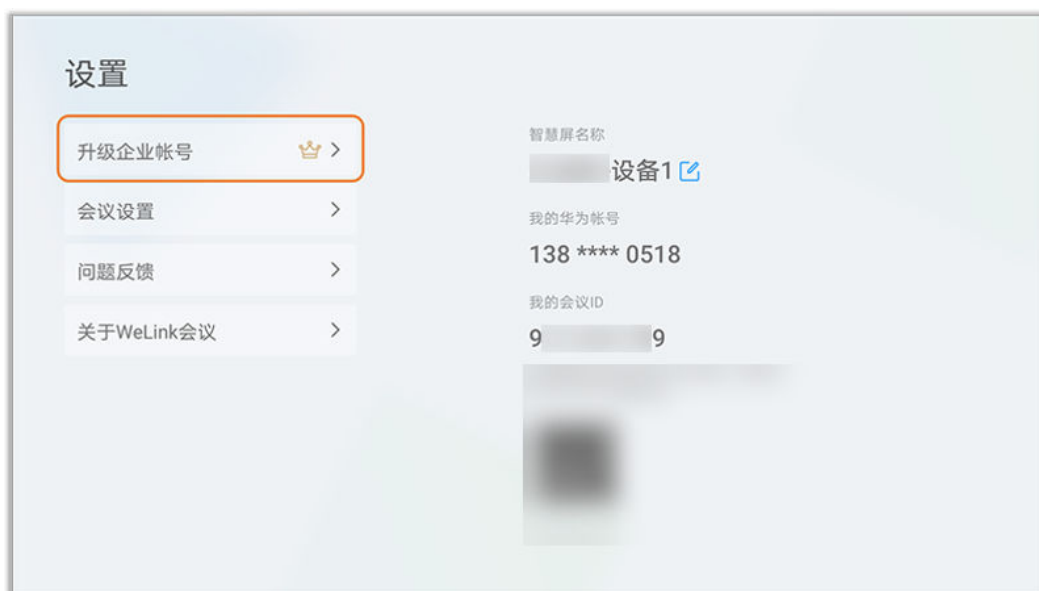 设置
升级企业帐号
会议设置
问题反馈
关于WeLink会议
智慧屏名称
设备1
我的华为帐号
138 **** 0518
我的会议ID
9 9